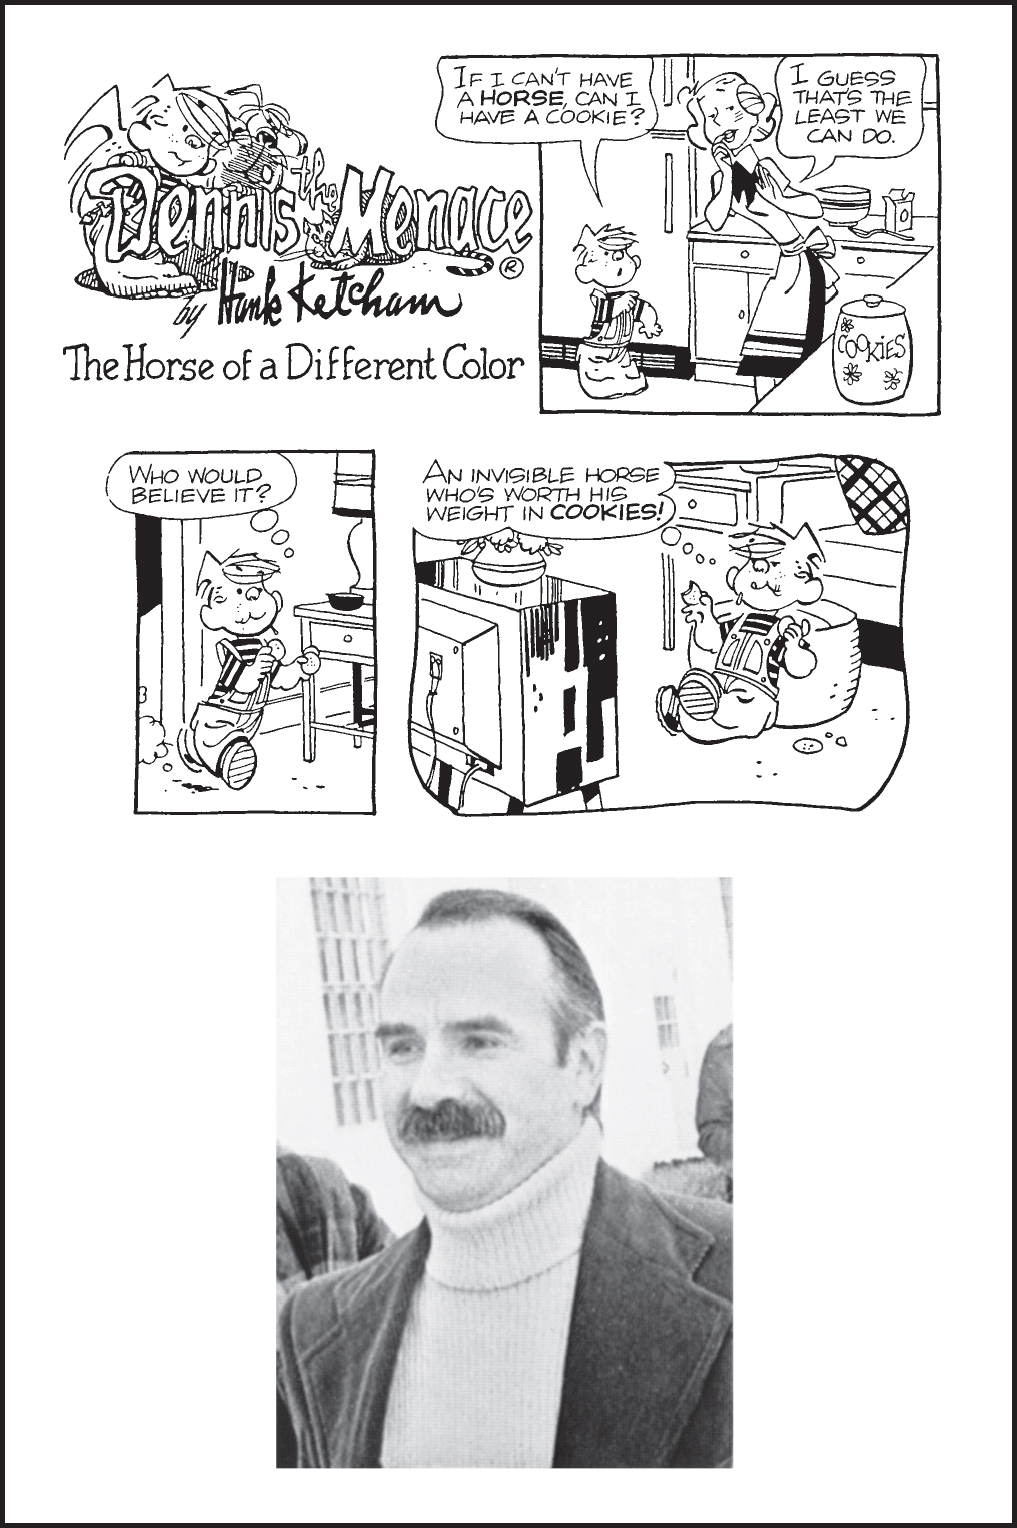 Dennis the Menace ®
by Hank Ketcham
The Horse of a Different Color
IF I CAN'T HAVE
A HORSE, CAN I
HAVE A COOKIE?
I GUESS
THAT'S THE
LEAST WE
CAN DO.
COOKIES
WHO WOULD
BELIEVE IT?
AN INVISIBLE HORSE
WHO'S WORTH HIS
WEIGHT IN COOKIES!